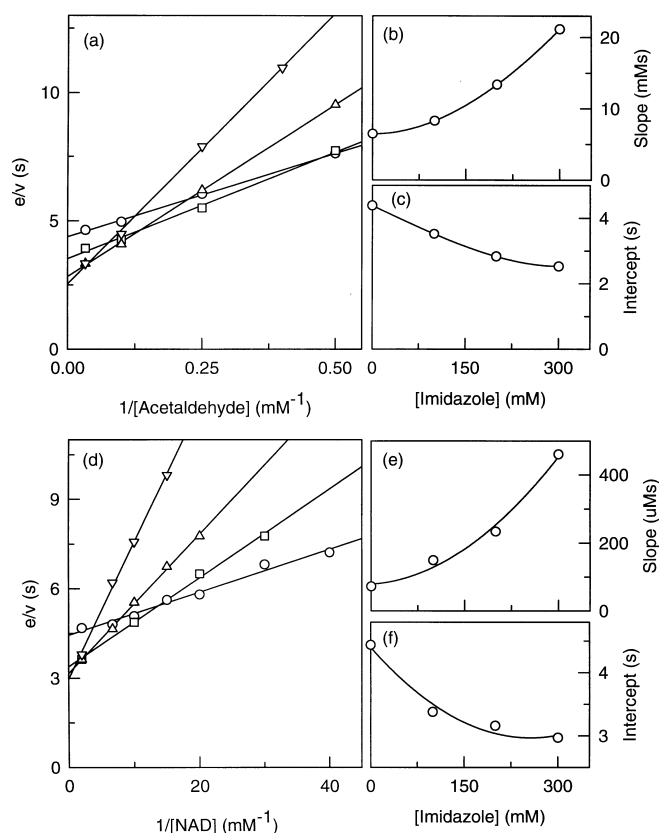 (a)
10
5
0
e/v (s)
0.00
0.25
0.50
1/[Acetaldehyde] (mM-1)
(b)
20
10
0
Slope (mMs)
(c)
4
2
0
Intercept (s)
0
150
300
[Imidazole] (mM)
(d)
9
6
3
0
e/v (s)
0
20
40
1/[NAD] (mM-1)
(e)
400
200
0
Slope (uMs)
(f)
4
3
Intercept (s)
0
150
300
[Imidazole] (mM)